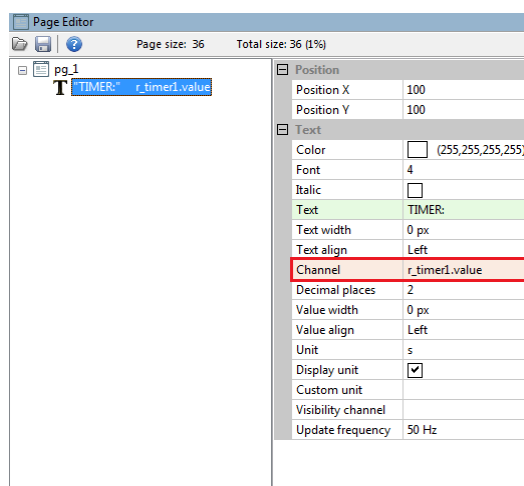 Page Editor
Page size: 36 Total size: 36 (1%)
pg_1
T "TIMER:" r_timer1.value
Position
Position X 100
Position Y 100
Text
Color (255,255,255,255)
Font 4
Italic
Text TIMER:
Text width 0 px
Text align Left
Channel r_timer1.value
Decimal places 2
Value width 0 px
Value align Left
Unit s
Display unit
Custom unit
Visibility channel
Update frequency 50 Hz